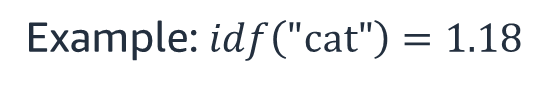 Example: idf("cat") = 1.18